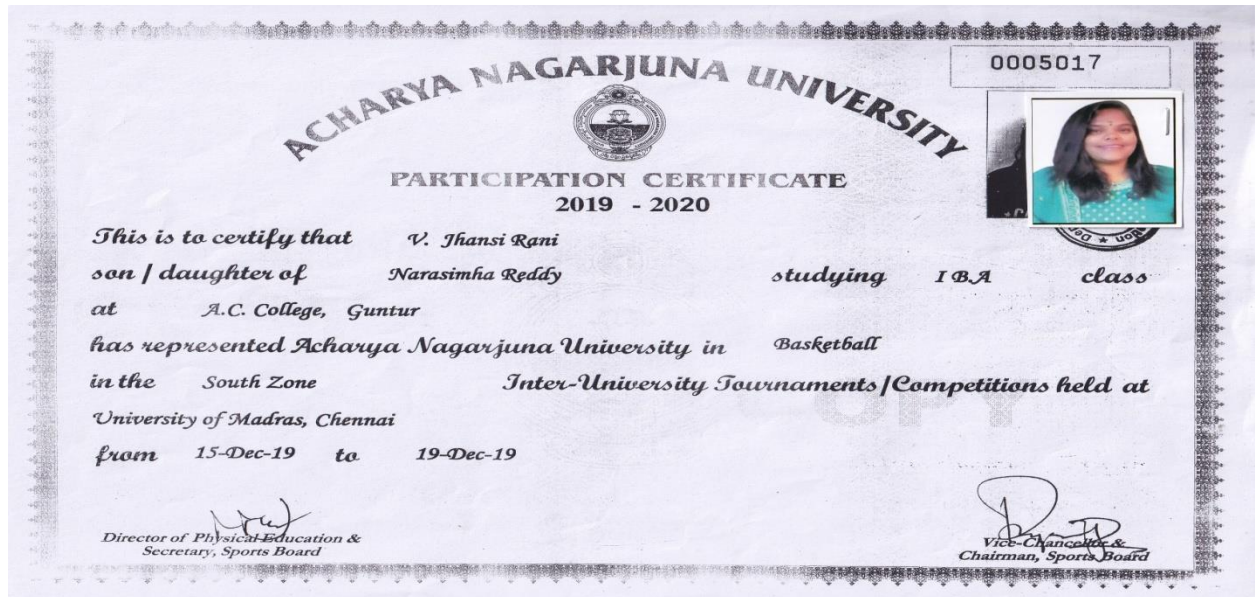 ACHARYA NAGARJUNA UNIVERSITY
0005017
PARTICIPATION CERTIFICATE
2019 - 2020
This is to certify that V. Jhansi Rani
son / daughter of Narasimha Reddy studying I B.A class
at A.C. College, Guntur
has represented Acharya Nagarjuna University in Basketball
in the South Zone Inter-University Tournaments/Competitions held at
University of Madras, Chennai
from 15-Dec-19 to 19-Dec-19
COPY
Director of Physical Education &
Secretary, Sports Board
Vice-Chancellor &
Chairman, Sports Board